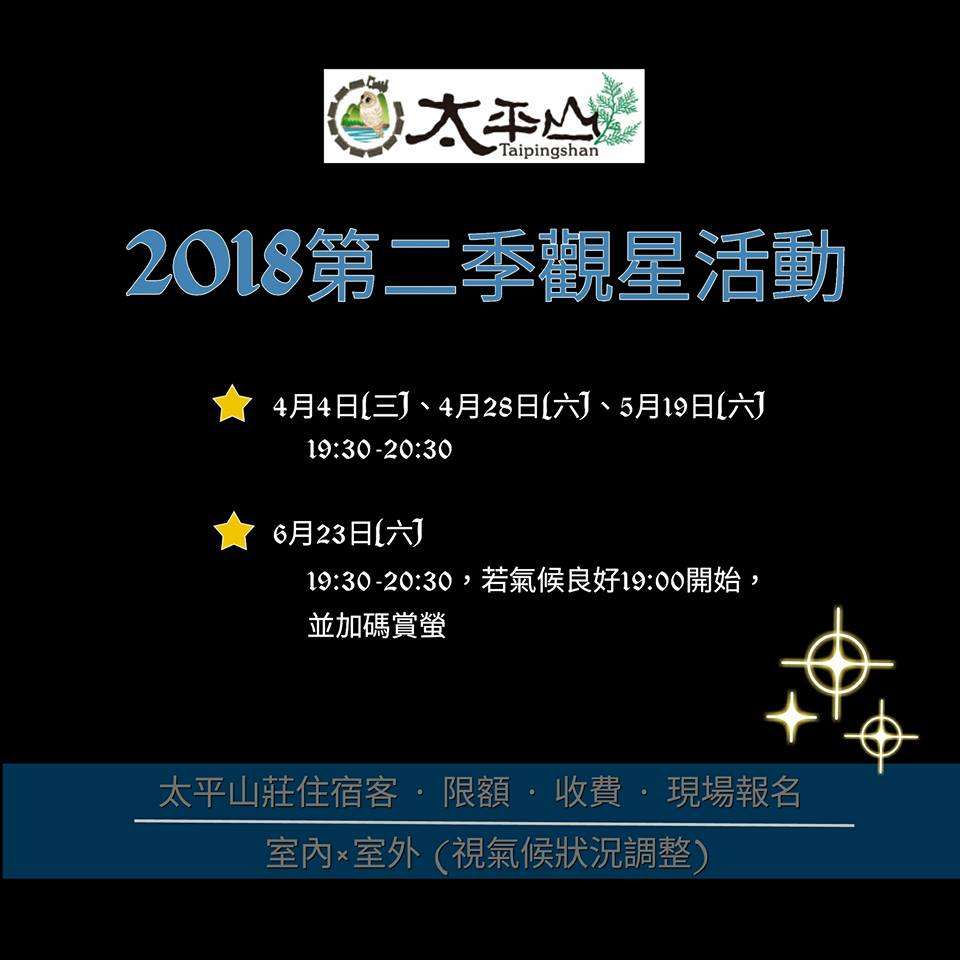 太平山
Taipingshan
2018第二季觀星活動
4月4日(三)、4月28日(六)、5月19日(六)
19:30-20:30
6月23日(六)
19:30-20:30，若氣候良好19:00開始，
並加碼賞螢
太平山莊住宿客 · 限額 · 收費 · 現場報名
室內×室外 (視氣候狀況調整)